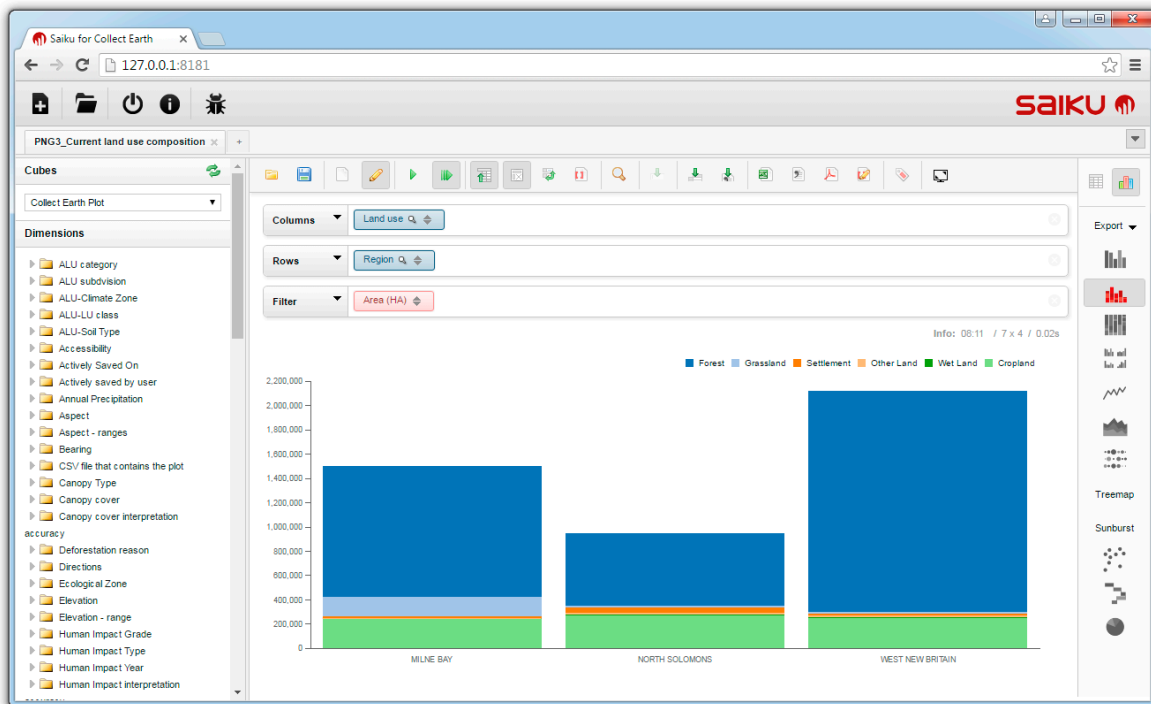 Saiku for Collect Earth
127.0.0.1:8181
saiku
PNG3_Current land use composition
Cubes
Collect Earth Plot
Dimensions
ALU category
ALU subdvision
ALU-Climate Zone
ALU-LU class
ALU-Soil Type
Accessibility
Actively Saved On
Actively saved by user
Annual Precipitation
Aspect
Aspect - ranges
Bearing
CSV file that contains the plot
Canopy Type
Canopy cover
Canopy cover interpretation
accuracy
Deforestation reason
Directions
Ecological Zone
Elevation
Elevation - range
Human Impact Grade
Human Impact Type
Human Impact Year
Human Impact interpretation
Columns Land use
Rows Region
Filter Area (HA)
Info: 08:11 / 7 x 4 / 0.02s
Forest Grassland Settlement Other Land Wet Land Cropland
2,200,000
2,000,000
1,800,000
1,600,000
1,400,000
1,200,000
1,000,000
800,000
600,000
400,000
200,000
0
MILNE BAY NORTH SOLOMONS WEST NEW BRITAIN
Export
Treemap
Sunburst